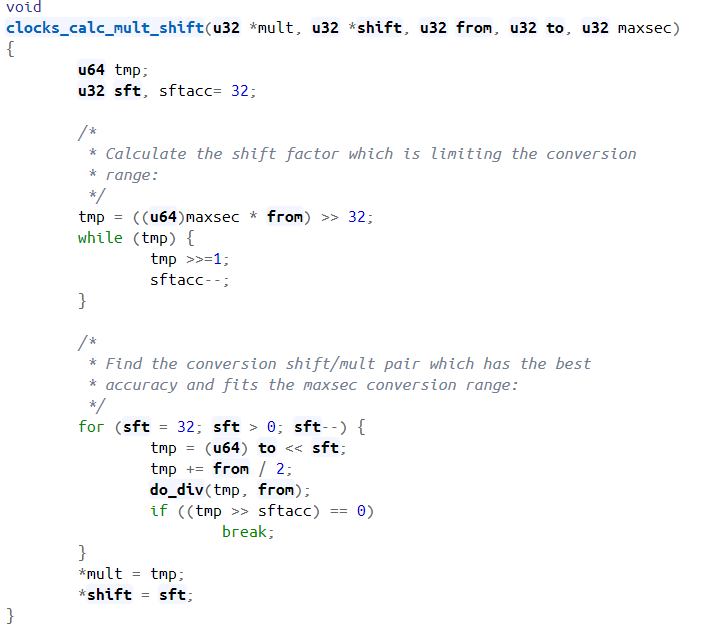 void
clocks_calc_mult_shift(u32 *mult, u32 *shift, u32 from, u32 to, u32 maxsec)
{
        u64 tmp;
        u32 sft, sftacc= 32;

        /*
         * Calculate the shift factor which is limiting the conversion
         * range:
         */
        tmp = ((u64)maxsec * from) >> 32;
        while (tmp) {
                tmp >>=1;
                sftacc--;
        }

        /*
         * Find the conversion shift/mult pair which has the best
         * accuracy and fits the maxsec conversion range:
         */
        for (sft = 32; sft > 0; sft--) {
                tmp = (u64) to << sft;
                tmp += from / 2;
                do_div(tmp, from);
                if ((tmp >> sftacc) == 0)
                        break;
        }
        *mult = tmp;
        *shift = sft;
}